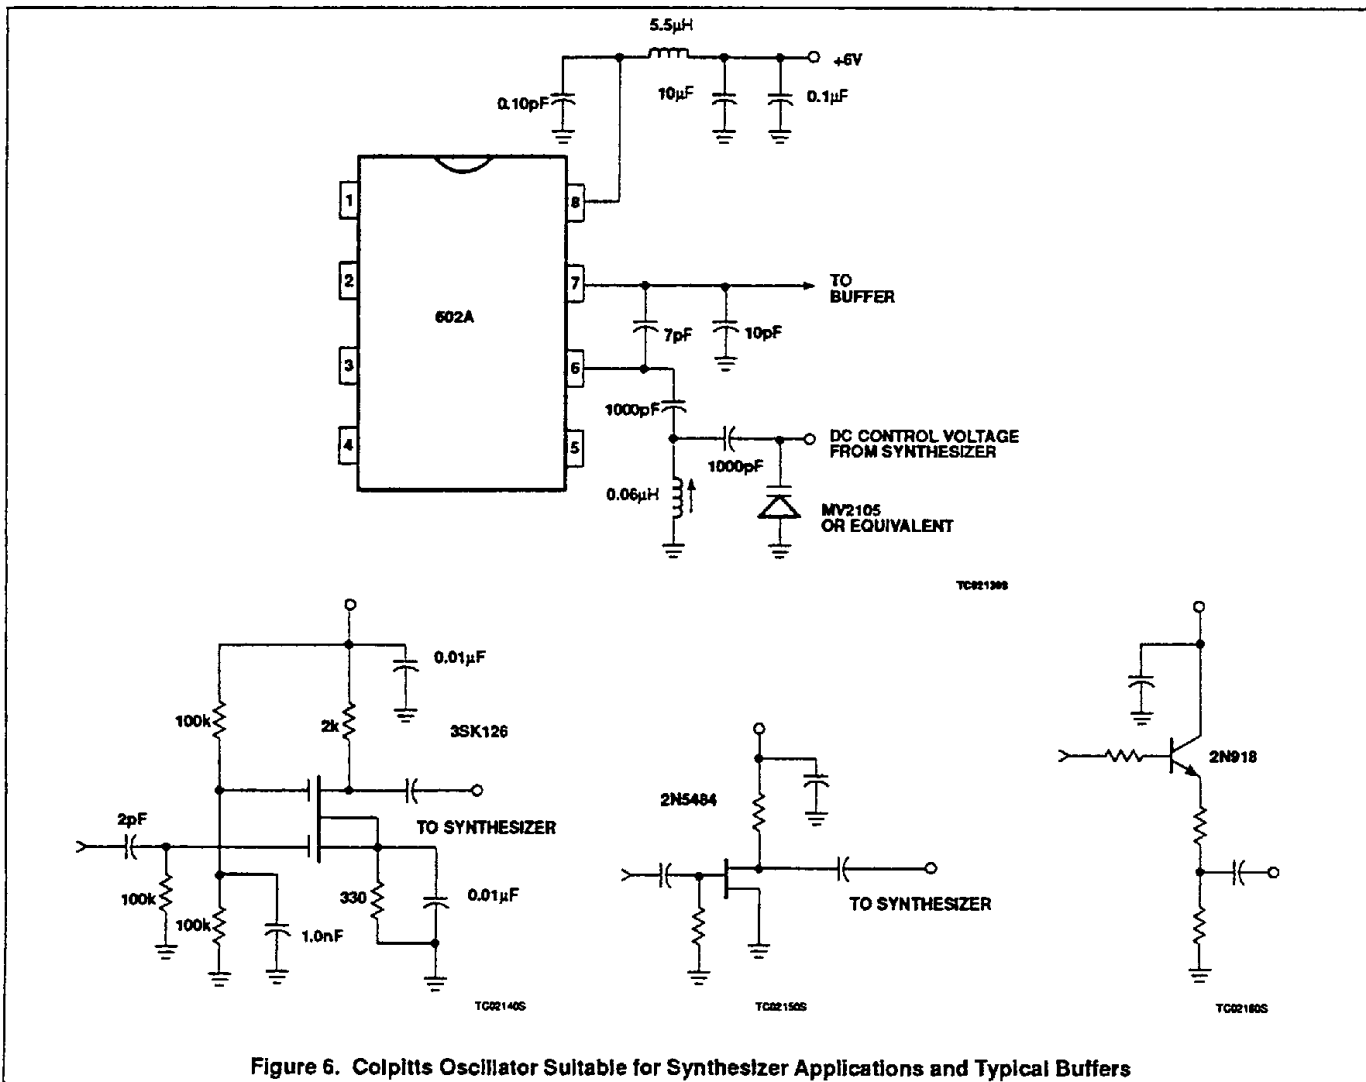 5.5µH
+6V
0.10pF
10µF
0.1µF
1
8
2
7
TO
BUFFER
602A
7pF
10pF
3
6
1000pF
4
5
DC CONTROL VOLTAGE
FROM SYNTHESIZER
1000pF
0.06µH
MV2105
OR EQUIVALENT
TC02130S
0.01µF
100k
2k
3SK126
2pF
TO SYNTHESIZER
100k
100k
330
0.01µF
1.0nF
TC02140S
2N5484
TO SYNTHESIZER
TC02150S
2N918
TC02160S
Figure 6. Colpitts Oscillator Suitable for Synthesizer Applications and Typical Buffers